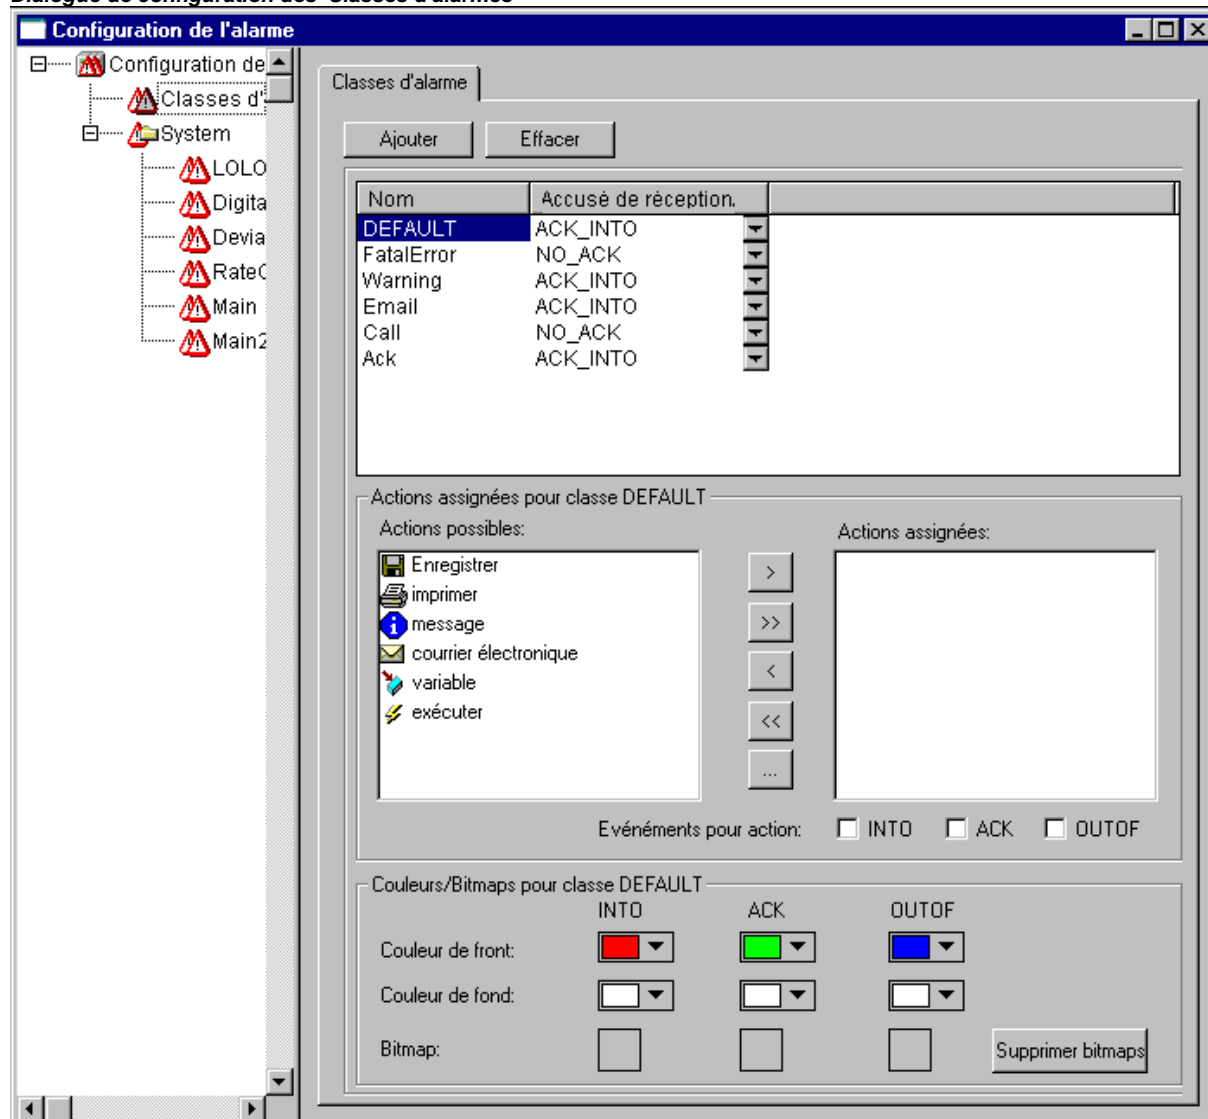 Dialogue de configuration des 'Classes d'alarmes'
Configuration de l'alarme
Configuration de
Classes d'
System
LOLO
Digita
Devia
Rate
Main
Main2
Classes d'alarme
Ajouter Effacer
Nom Accusé de réception.
DEFAULT ACK_INTO
FatalError NO_ACK
Warning ACK_INTO
Email ACK_INTO
Call NO_ACK
Ack ACK_INTO
Actions assignées pour classe DEFAULT
Actions possibles: Actions assignées:
Enregistrer
imprimer
message
courrier électronique
variable
exécuter
>
>>
<
<<
...
Evénéments pour action: INTO ACK OUTOF
Couleurs/Bitmaps pour classe DEFAULT
INTO ACK OUTOF
Couleur de front:
Couleur de fond:
Bitmap: Supprimer bitmaps